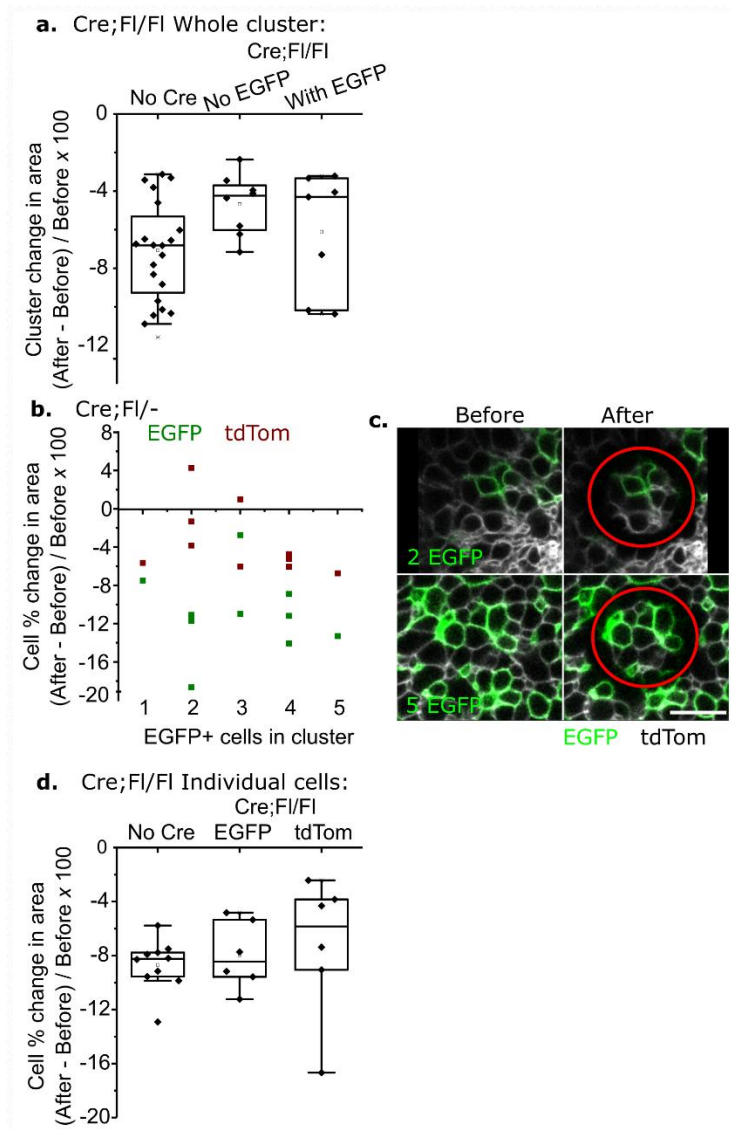 a. Cre;Fl/Fl Whole cluster:
Cre;Fl/Fl
No Cre No EGFP With EGFP
0
-4
-8
-12
Cluster change in area
(After - Before) / Before x 100
b. Cre;Fl/-
EGFP tdTom
8
4
0
-4
-8
-12
-16
-20
Cell % change in area
(After - Before) / Before x 100
1 2 3 4 5
EGFP+ cells in cluster
c. Before After
2 EGFP
5 EGFP
EGFP tdTom
d. Cre;Fl/Fl Individual cells:
Cre;Fl/Fl
No Cre EGFP tdTom
0
-4
-8
-12
-16
-20
Cell % change in area
(After - Before) / Before x 100